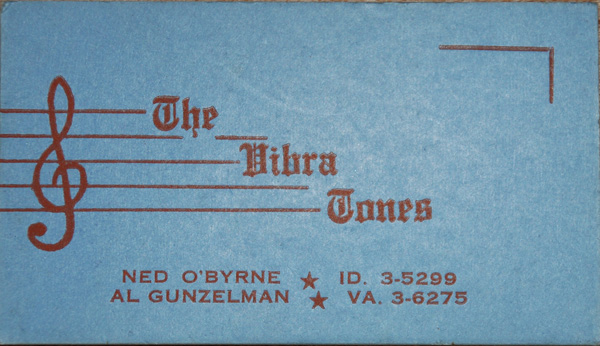 The
Vibra
Tones
NED O'BYRNE ★ ID. 3-5299
AL GUNZELMAN ★ VA. 3-6275